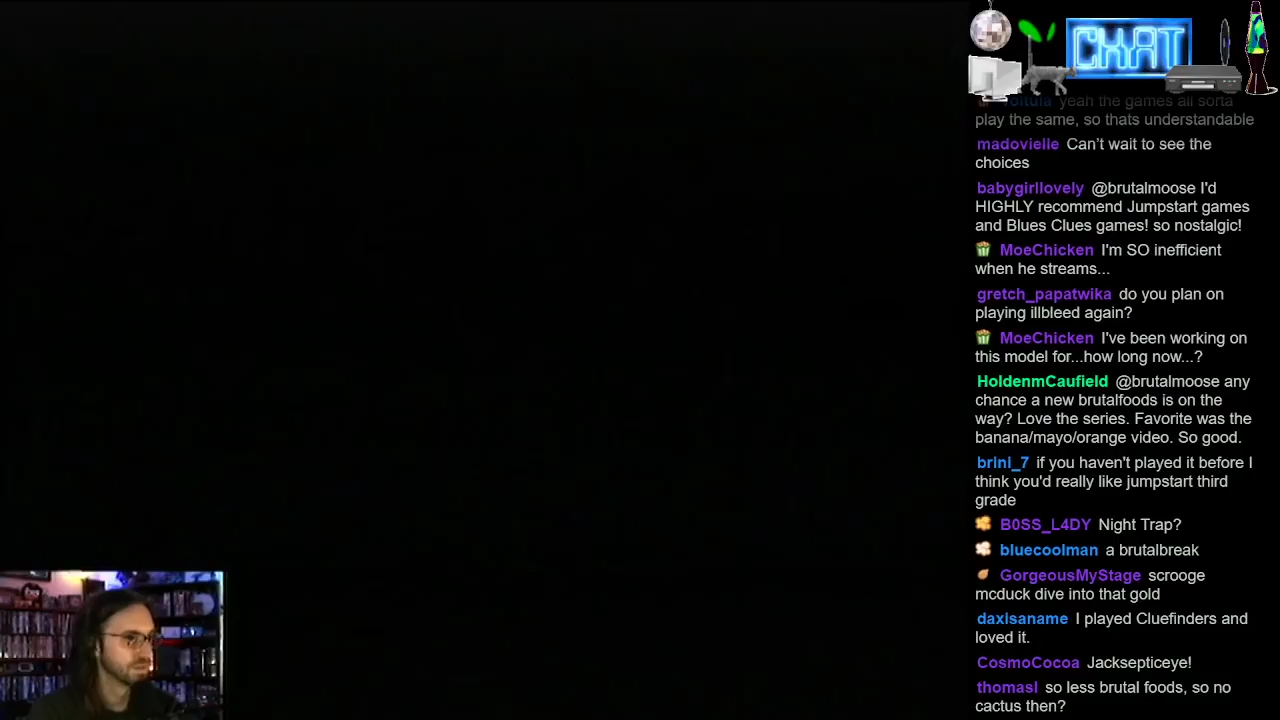 CHAT
yeah the games all sorta
play the same, so thats understandable
madovielle Can't wait to see the
choices
babygirllovely @brutalmoose I'd
HIGHLY recommend Jumpstart games
and Blues Clues games! so nostalgic!
MoeChicken I'm SO inefficient
when he streams...
gretch_papatwika do you plan on
playing illbleed again?
MoeChicken I've been working on
this model for...how long now...?
HoldenmCaufield @brutalmoose any
chance a new brutalfoods is on the
way? Love the series. Favorite was the
banana/mayo/orange video. So good.
brini_7 if you haven't played it before I
think you'd really like jumpstart third
grade
B0SS_L4DY Night Trap?
bluecoolman a brutalbreak
GorgeousMyStage scrooge
mcduck dive into that gold
daxisaname I played Cluefinders and
loved it.
CosmoCocoa Jacksepticeye!
thomasl so less brutal foods, so no
cactus then?